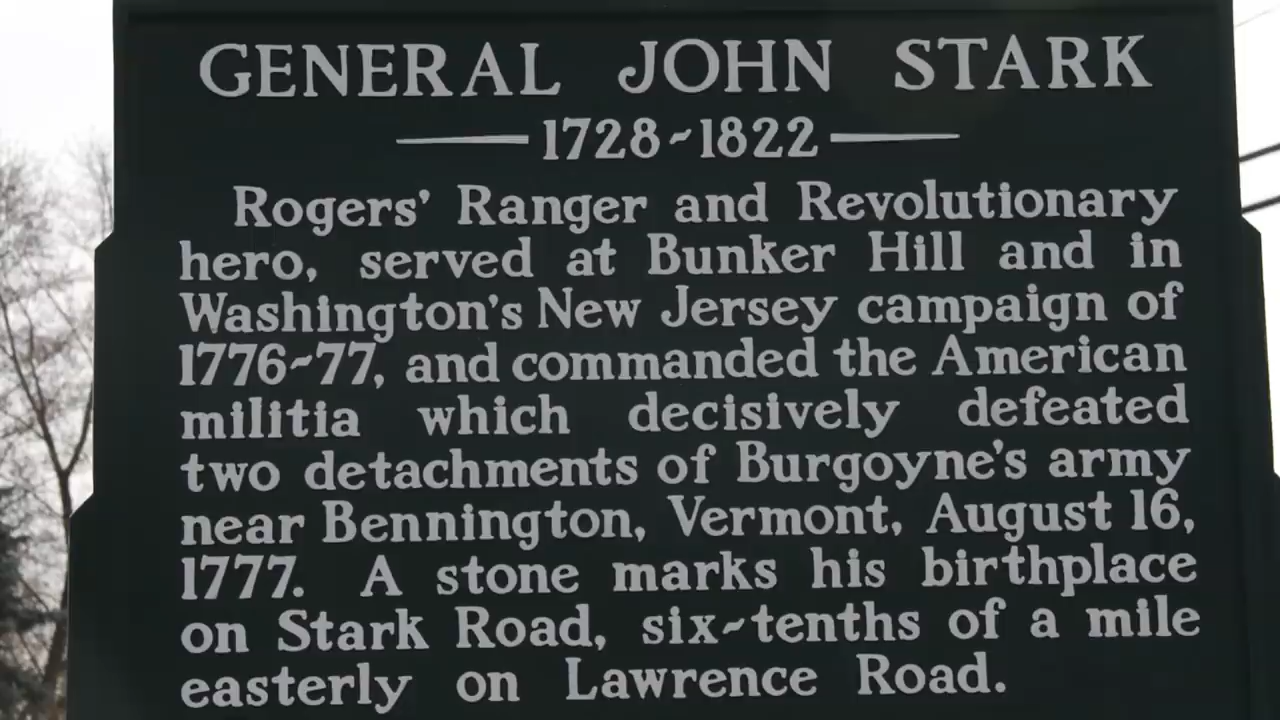 GENERAL JOHN STARK
1728~1822
Rogers' Ranger and Revolutionary
hero, served at Bunker Hill and in
Washington's New Jersey campaign of
1776~77, and commanded the American
militia which decisively defeated
two detachments of Burgoyne's army
near Bennington, Vermont, August 16,
1777. A stone marks his birthplace
on Stark Road, six~tenths of a mile
easterly on Lawrence Road.